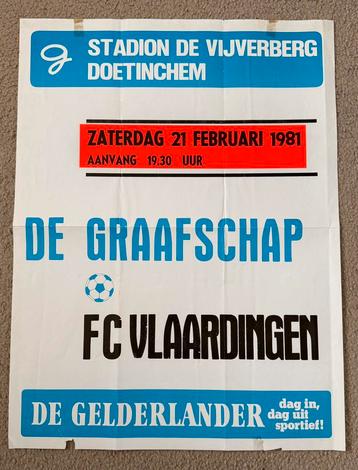 STADION DE VIJVERBERG
DOETINCHEM
ZATERDAG 21 FEBRUARI 1981
AANVANG 19.30 UUR
DE GRAAFSCHAP
FC VLAARDINGEN
DE GELDERLANDER
dag in,
dag uit
sportief!